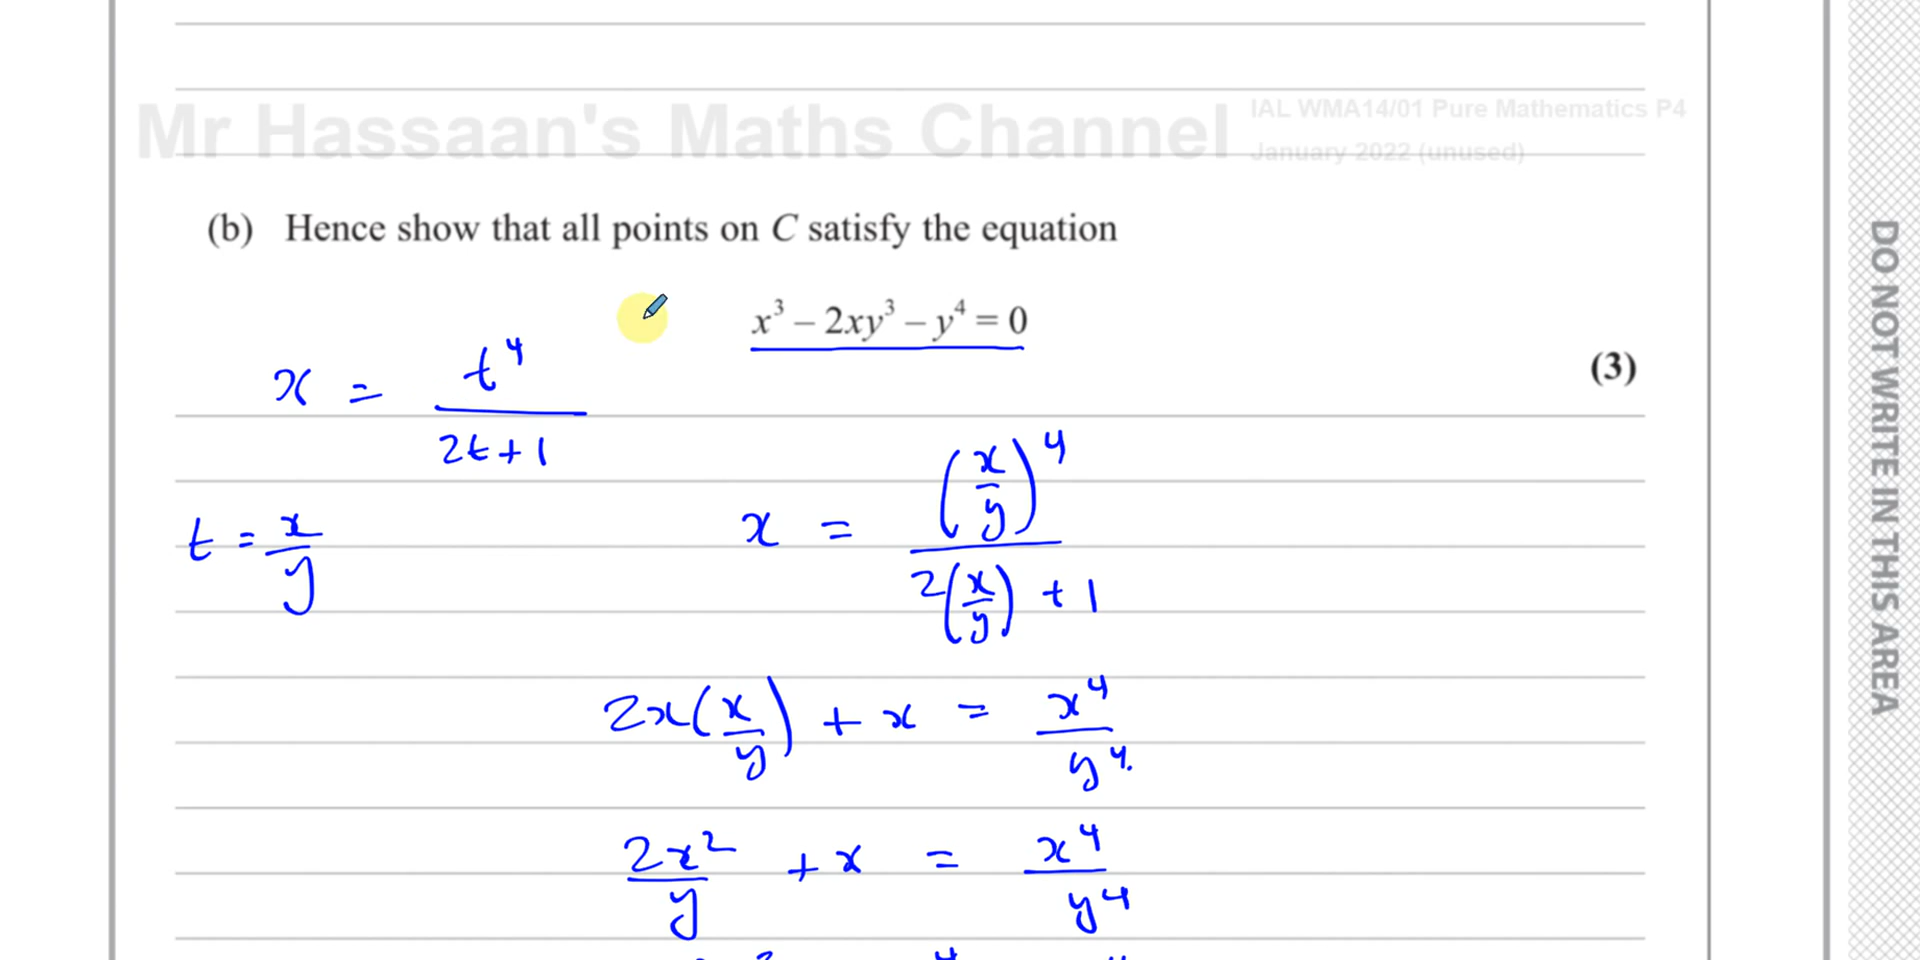 Mr Hassaan's Maths Channel
IAL WMA14/01 Pure Mathematics P4
January 2022 (unused)
(b) Hence show that all points on C satisfy the equation
x³ – 2xy³ – y⁴ = 0
(3)
x = t⁴/(2t+1)
t = x/y
x = (x/y)⁴/(2(x/y) + 1)
2x(x/y) + x = x⁴/y⁴.
2x²/y + x = x⁴/y⁴
DO NOT WRITE IN THIS AREA